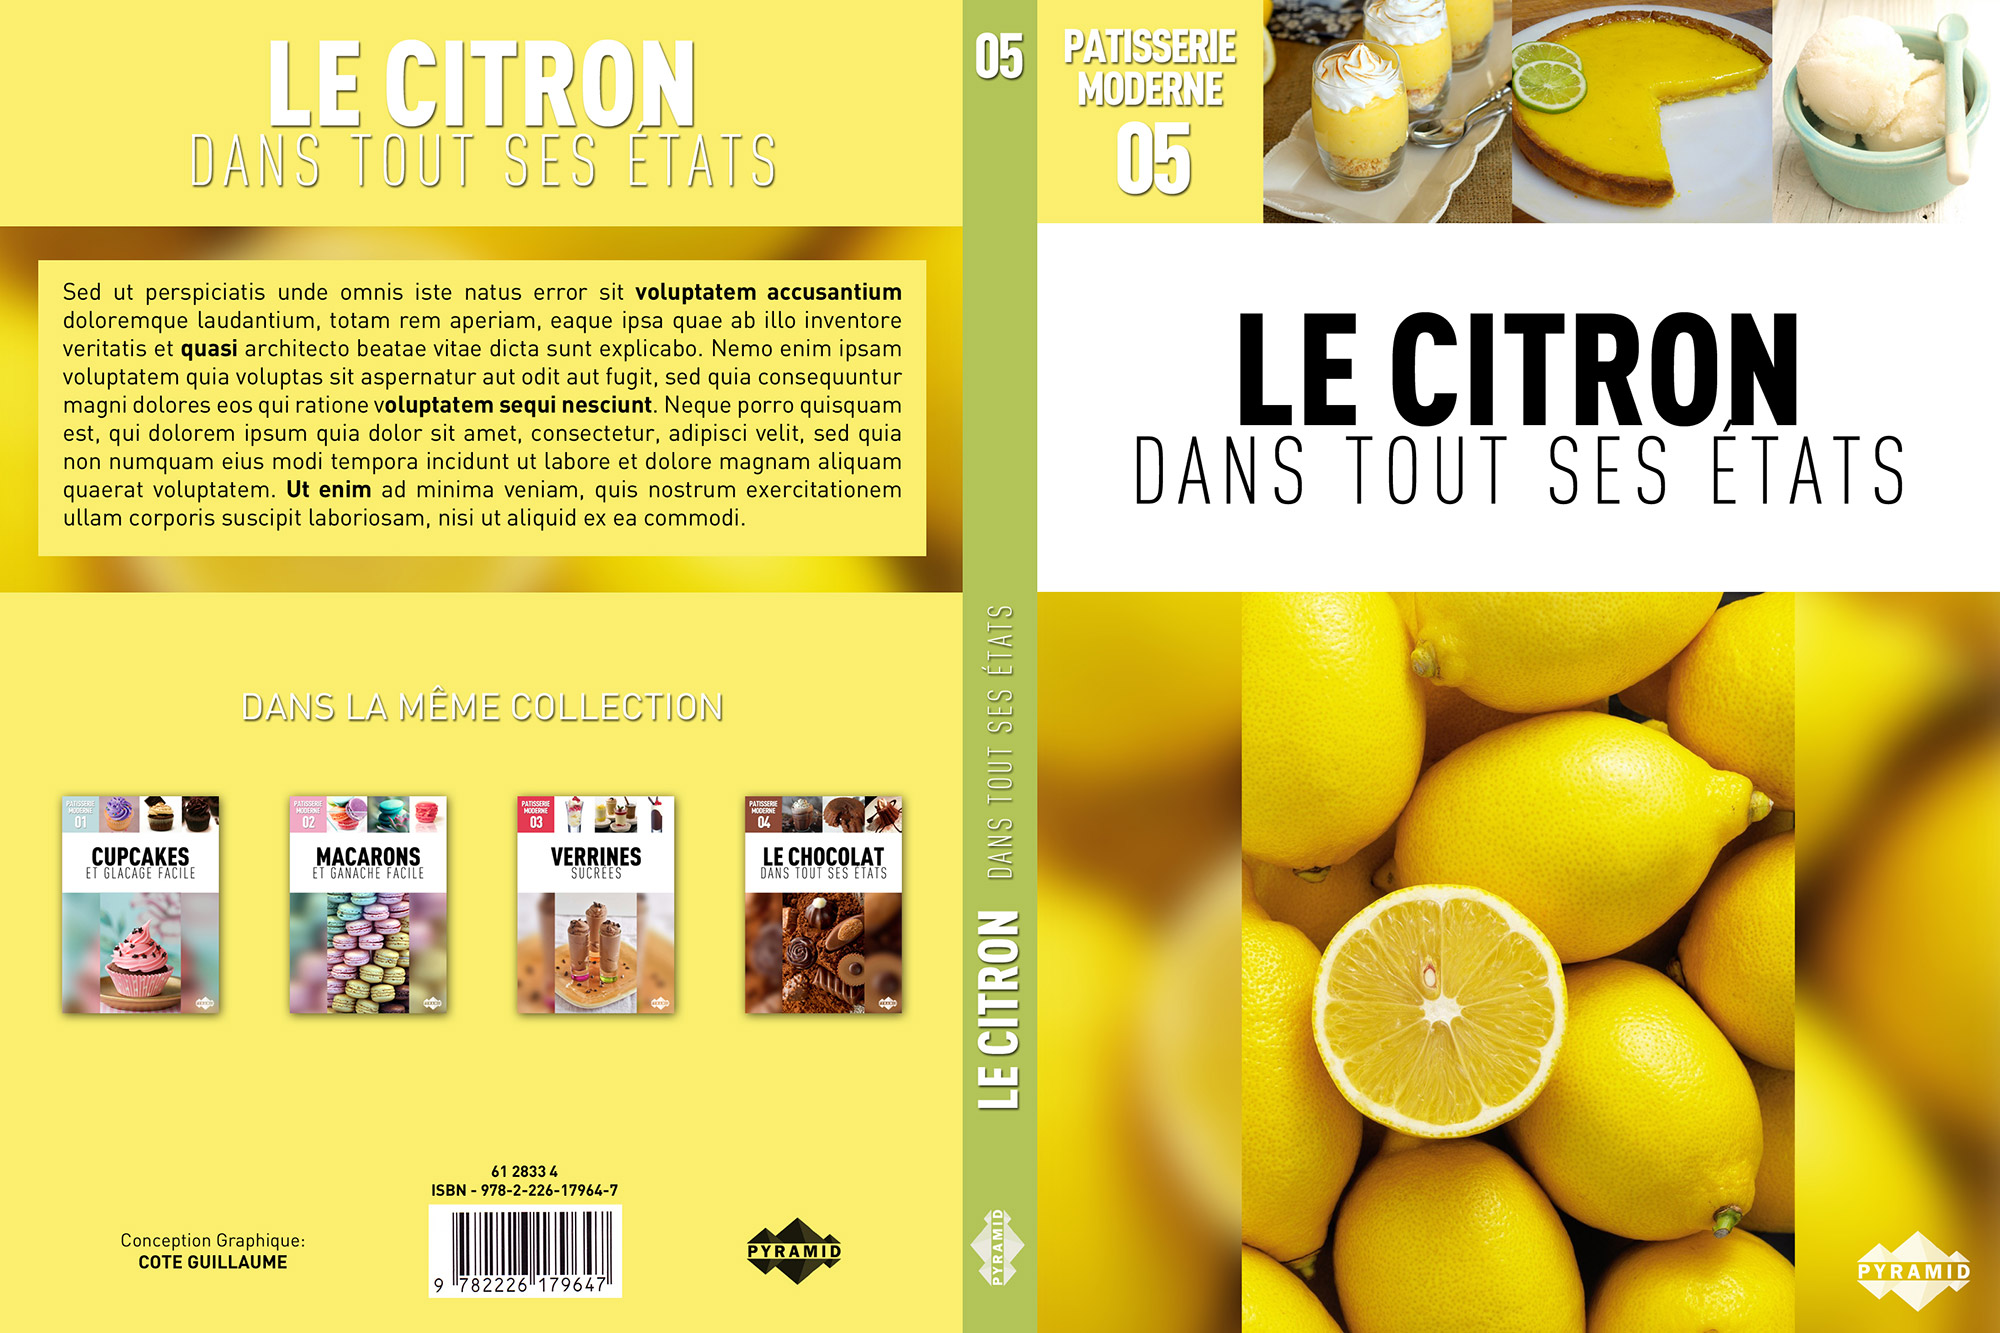 LE CITRON
DANS TOUT SES ÉTATS
Sed ut perspiciatis unde omnis iste natus error sit voluptatem accusantium
doloremque laudantium, totam rem aperiam, eaque ipsa quae ab illo inventore
veritatis et quasi architecto beatae vitae dicta sunt explicabo. Nemo enim ipsam
voluptatem quia voluptas sit aspernatur aut odit aut fugit, sed quia consequuntur
magni dolores eos qui ratione voluptatem sequi nesciunt. Neque porro quisquam
est, qui dolorem ipsum quia dolor sit amet, consectetur, adipisci velit, sed quia
non numquam eius modi tempora incidunt ut labore et dolore magnam aliquam
quaerat voluptatem. Ut enim ad minima veniam, quis nostrum exercitationem
ullam corporis suscipit laboriosam, nisi ut aliquid ex ea commodi.
DANS LA MÊME COLLECTION
PATISSERIE
MODERNE
01
CUPCAKES
ET GLACAGE FACILE
PYRAMID
PATISSERIE
MODERNE
02
MACARONS
ET GANACHE FACILE
PYRAMID
PATISSERIE
MODERNE
03
VERRINES
SUCRÉES
PYRAMID
PATISSERIE
MODERNE
04
LE CHOCOLAT
DANS TOUT SES ÉTATS
PYRAMID
Conception Graphique:
COTE GUILLAUME
61 2833 4
ISBN - 978-2-226-17964-7
9 782226 179647
PYRAMID
05
LE CITRON DANS TOUT SES ÉTATS
PYRAMID
PATISSERIE
MODERNE
05
LE CITRON
DANS TOUT SES ÉTATS
PYRAMID